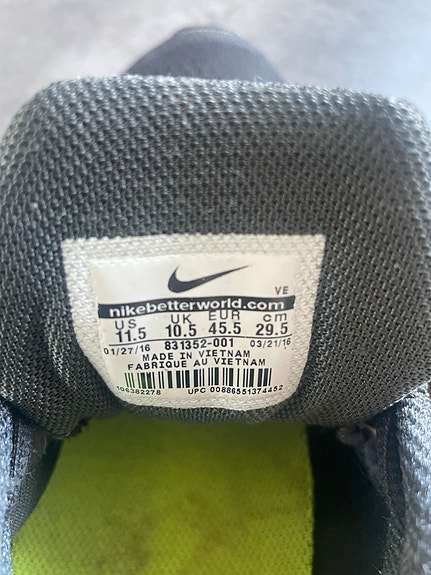 VE
nikebetterworld.com
US UK EUR cm
11.5 10.5 45.5 29.5
01/27/16 831352-001 03/21/16
MADE IN VIETNAM
FABRIQUE AU VIETNAM
106382278 UPC 00886551374452